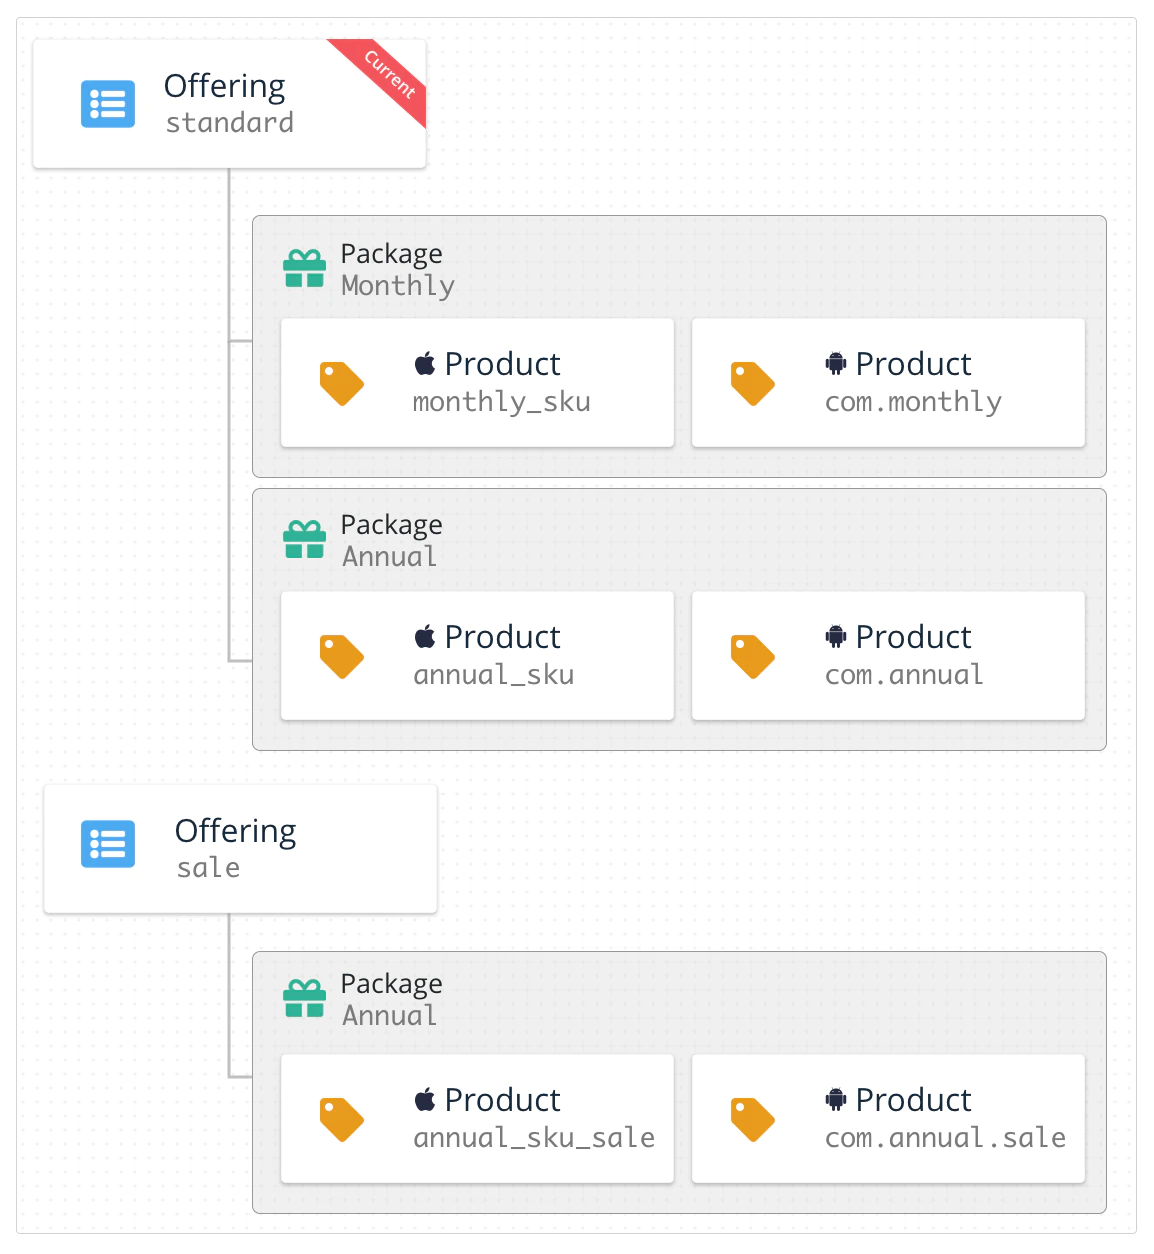 Offering
standard
Current
Package
Monthly
Product
monthly_sku
Product
com.monthly
Package
Annual
Product
annual_sku
Product
com.annual
Offering
sale
Package
Annual
Product
annual_sku_sale
Product
com.annual.sale